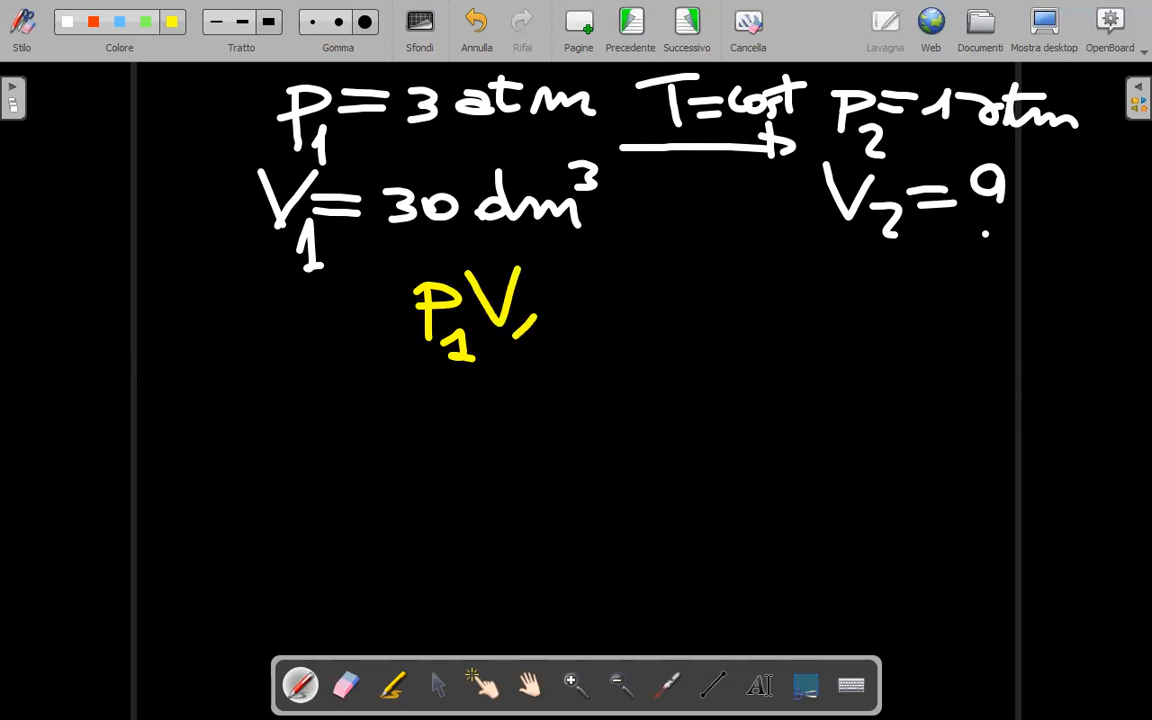 Stilo Colore Tratto Gomma Sfondi Annulla Rifai Pagine Precedente Successivo Cancella Lavagna Web Documenti Mostra desktop OpenBoard
p₁ = 3 atm T = cost p₂ = 1 atm
V₁ = 30 dm³ V₂ = ?
p₁V,